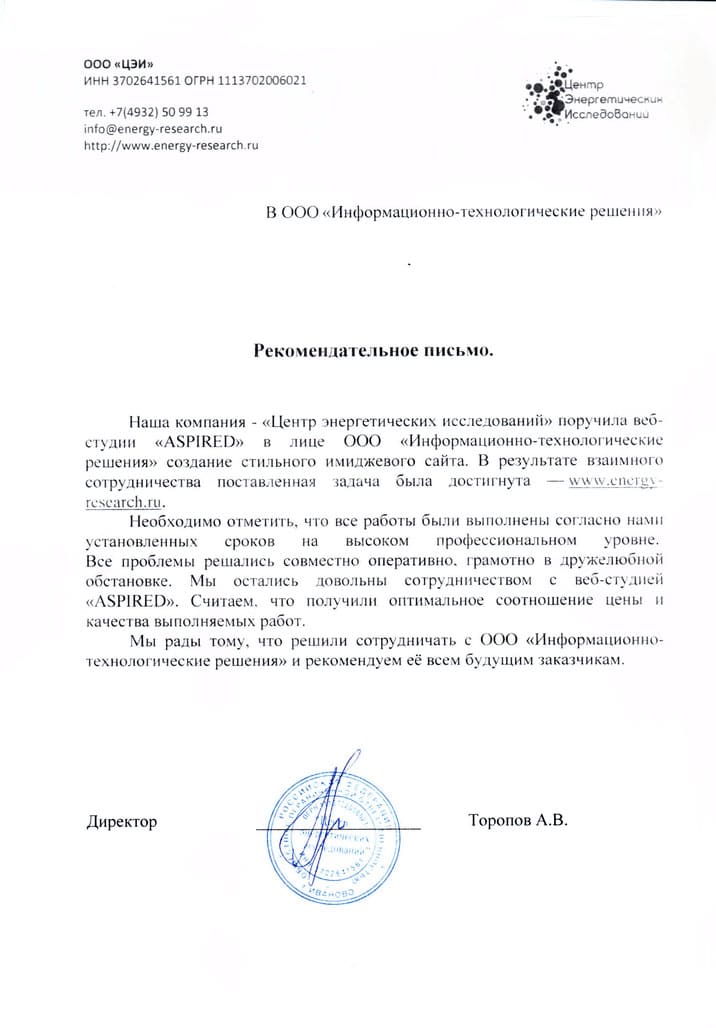 ООО «ЦЭИ»
ИНН 3702641561 ОГРН 1113702006021
тел. +7(4932) 50 99 13
info@energy-research.ru
http://www.energy-research.ru
Центр
Энергетических
Исследований
В ООО «Информационно-технологические решения»
Рекомендательное письмо.
Наша компания - «Центр энергетических исследований» поручила веб-
студии «ASPIRED» в лице ООО «Информационно-технологические
решения» создание стильного имиджевого сайта. В результате взаимного
сотрудничества поставленная задача была достигнута — www.energy-
research.ru.
Необходимо отметить, что все работы были выполнены согласно нами
установленных сроков на высоком профессиональном уровне.
Все проблемы решались совместно оперативно, грамотно в дружелюбной
обстановке. Мы остались довольны сотрудничеством с веб-студией
«ASPIRED». Считаем, что получили оптимальное соотношение цены и
качества выполняемых работ.
Мы рады тому, что решили сотрудничать с ООО «Информационно-
технологические решения» и рекомендуем её всем будущим заказчикам.
Директор
Торопов А.В.
РОССИЙСКАЯ ФЕДЕРАЦИЯ
ИВАНОВО